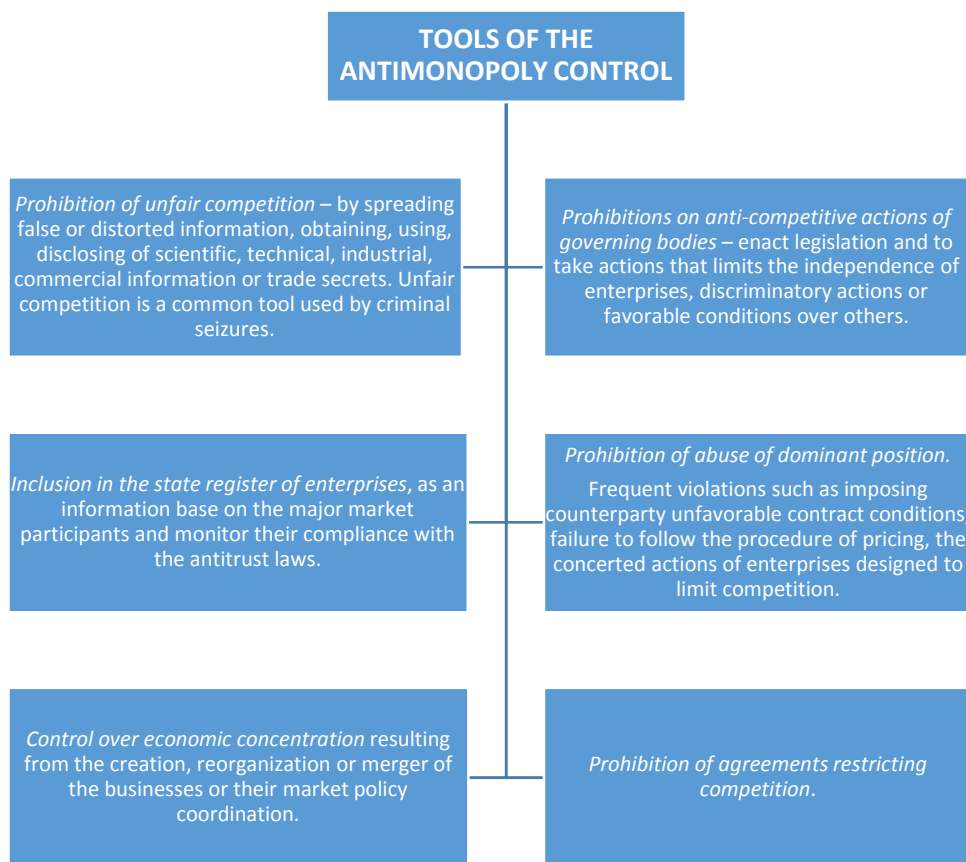 TOOLS OF THE
ANTIMONOPOLY CONTROL
Prohibition of unfair competition – by spreading
false or distorted information, obtaining, using,
disclosing of scientific, technical, industrial,
commercial information or trade secrets. Unfair
competition is a common tool used by criminal
seizures.
Prohibitions on anti-competitive actions of
governing bodies – enact legislation and to
take actions that limits the independence of
enterprises, discriminatory actions or
favorable conditions over others.
Inclusion in the state register of enterprises, as an
information base on the major market
participants and monitor their compliance with
the antitrust laws.
Prohibition of abuse of dominant position.
Frequent violations such as imposing
counterparty unfavorable contract conditions
failure to follow the procedure of pricing, the
concerted actions of enterprises designed to
limit competition.
Control over economic concentration resulting
from the creation, reorganization or merger of
the businesses or their market policy
coordination.
Prohibition of agreements restricting
competition.